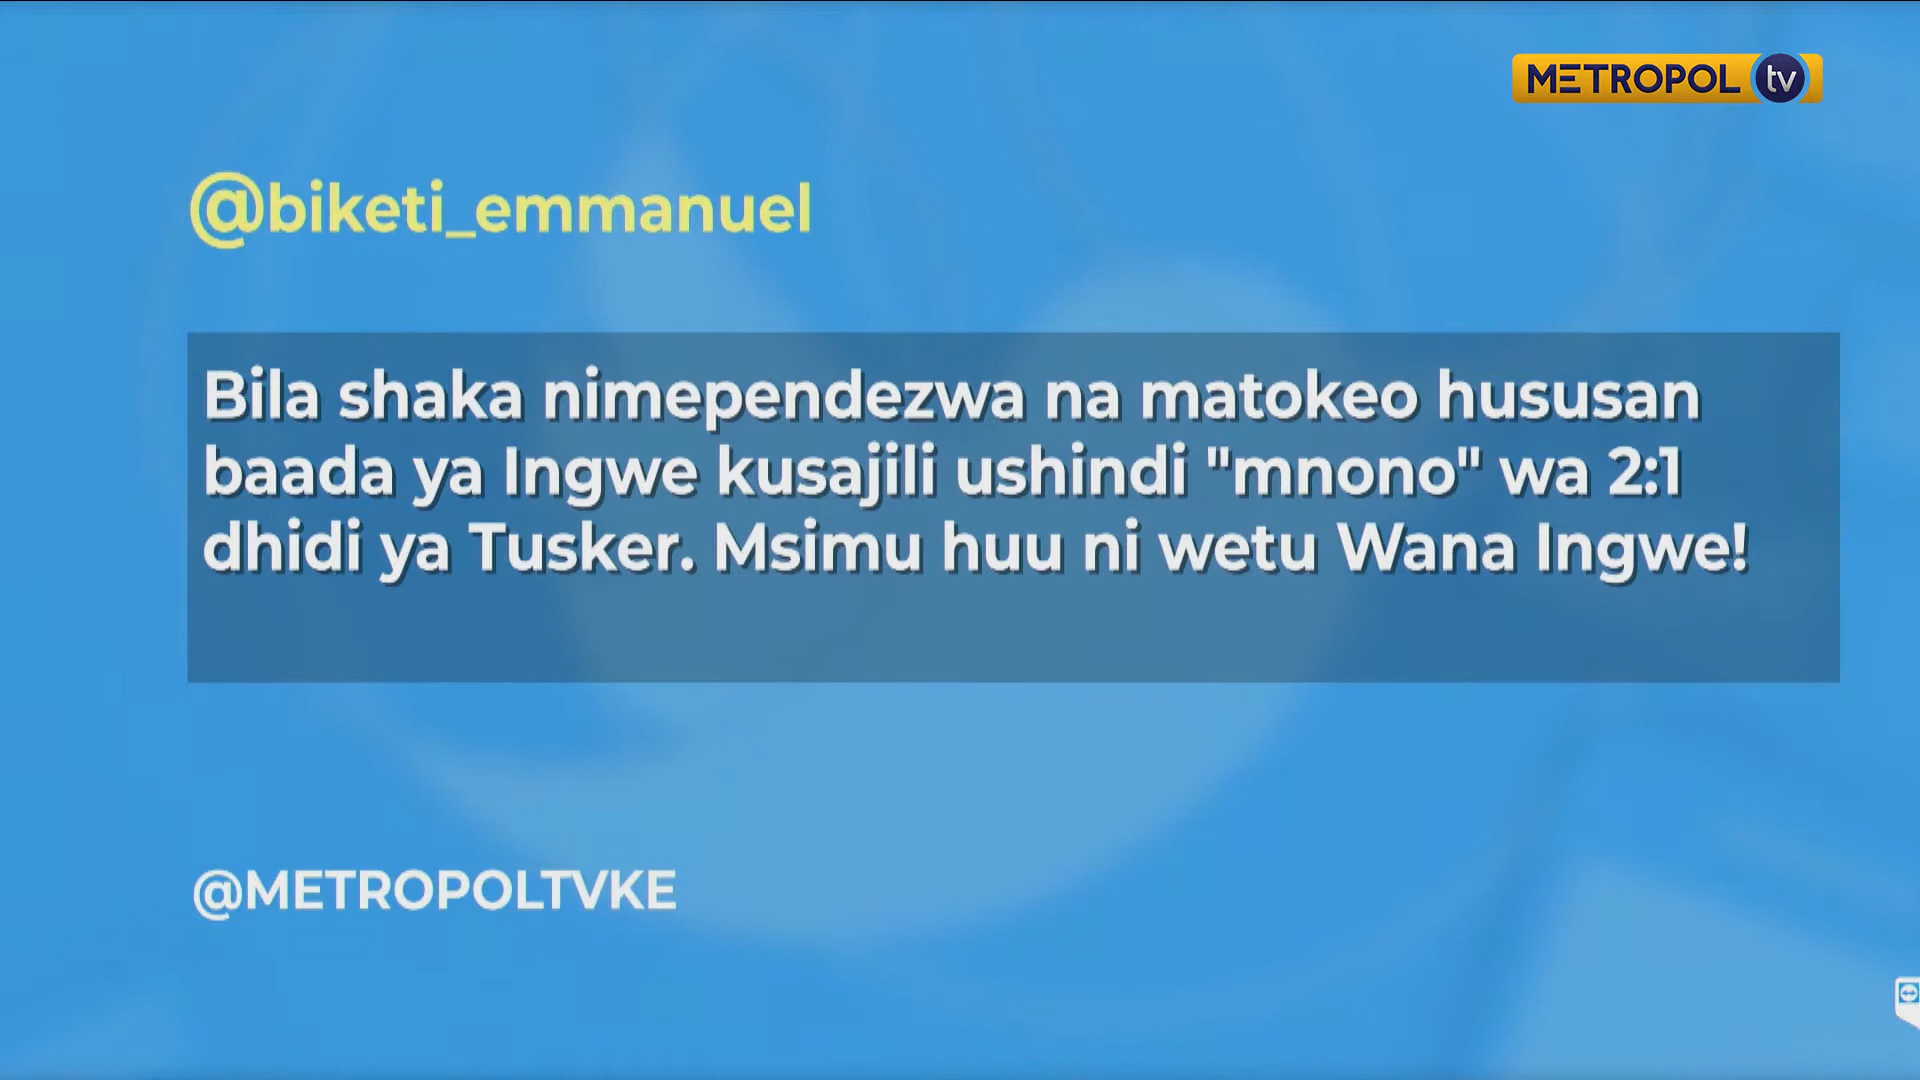 METROPOL tv
@biketi_emmanuel
Bila shaka nimependezwa na matokeo hususan
baada ya Ingwe kusajili ushindi "mnono" wa 2:1
dhidi ya Tusker. Msimu huu ni wetu Wana Ingwe!
@METROPOLTVKE